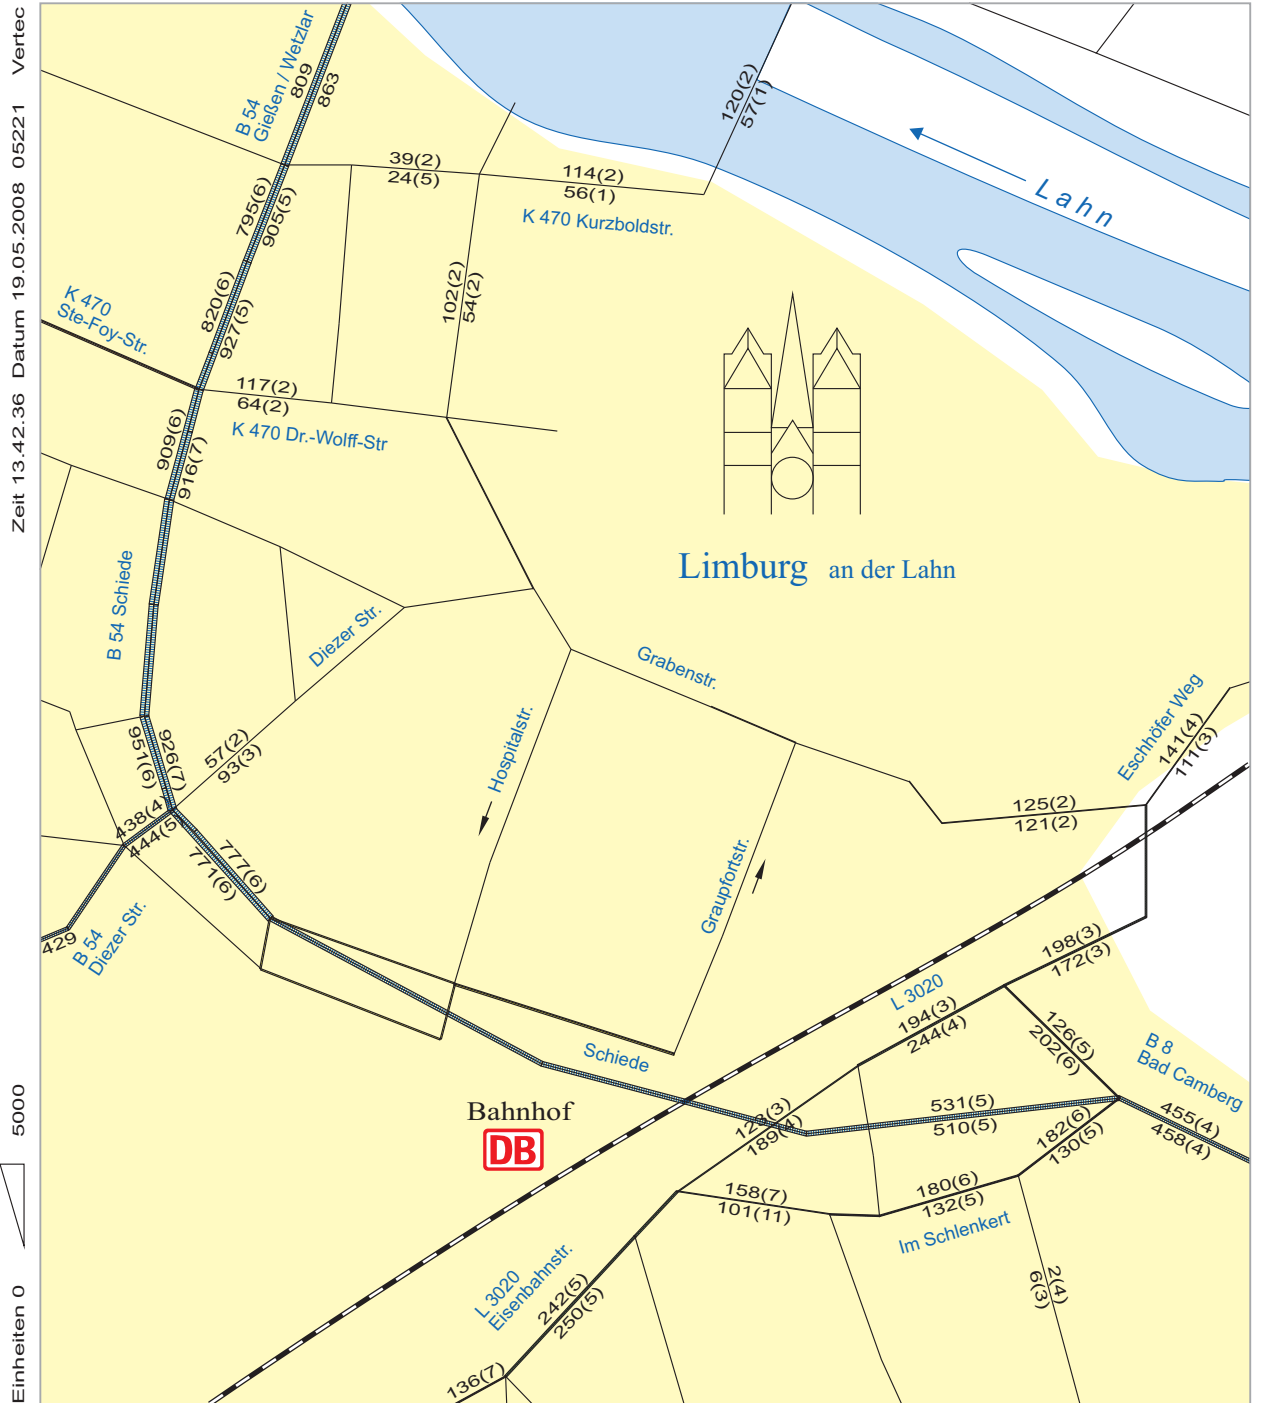 Zeit 13.42.36 Datum 19.05.2008 05221 Vertec
Einheiten 0 5000
B 54
Gießen / Wetzlar
809
863
120(2)
57(1)
39(2)
24(5)
114(2)
56(1)
K 470 Kurzboldstr.
Lahn
795(6)
905(5)
820(6)
927(5)
102(2)
54(2)
K 470
Ste-Foy-Str.
117(2)
64(2)
K 470 Dr.-Wolff-Str
909(6)
916(7)
Limburg an der Lahn
B 54 Schiede
Diezer Str.
Grabenstr.
Hospitalstr.
Eschhöfer Weg
141(4)
111(3)
926(7)
951(6)
57(2)
93(3)
125(2)
121(2)
438(4)
444(5)
777(6)
771(6)
Graupfortstr.
429
B 54
Diezer Str.
198(3)
172(3)
L 3020
194(3)
244(4)
126(5)
202(6)
B 8
Bad Camberg
Schiede
Bahnhof
DB
123(3)
189(4)
531(5)
510(5)
455(4)
458(4)
182(6)
130(5)
158(7)
101(11)
180(6)
132(5)
Im Schlenkert
L 3020
Eisenbahnstr.
242(5)
250(5)
2(4)
6(3)
136(7)